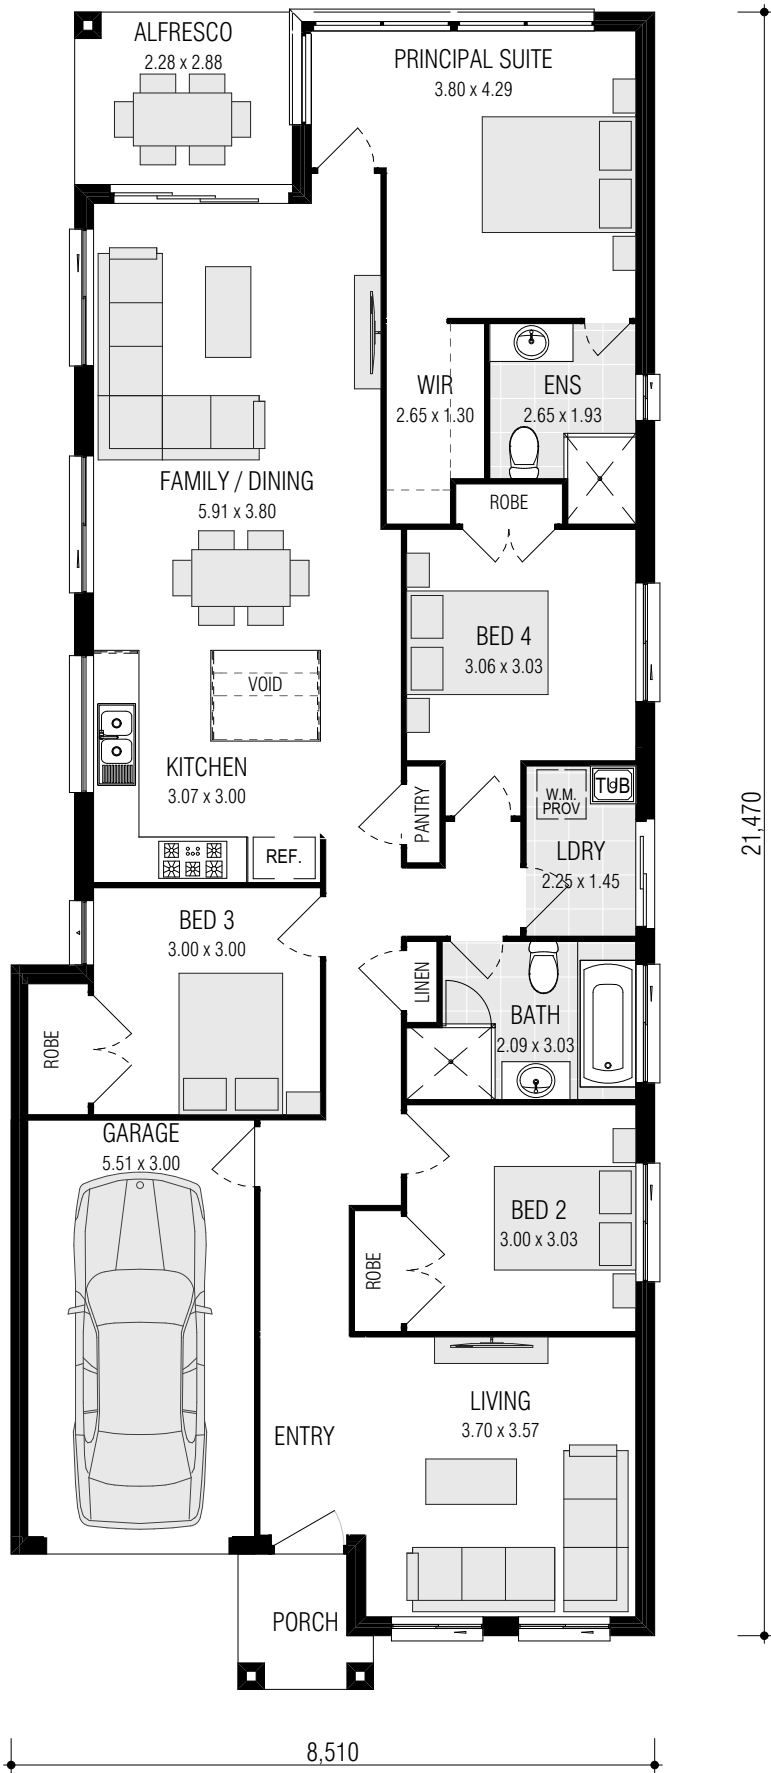 ALFRESCO
2.28 x 2.88
PRINCIPAL SUITE
3.80 x 4.29
WIR
2.65 x 1.30
ENS
2.65 x 1.93
FAMILY / DINING
5.91 x 3.80
ROBE
BED 4
3.06 x 3.03
VOID
KITCHEN
3.07 x 3.00
PANTRY
W.M.
PROV
TUB
REF.
LDRY
2.25 x 1.45
21,470
BED 3
3.00 x 3.00
LINEN
ROBE
BATH
2.09 x 3.03
GARAGE
5.51 x 3.00
BED 2
3.00 x 3.03
ROBE
LIVING
3.70 x 3.57
ENTRY
PORCH
8,510